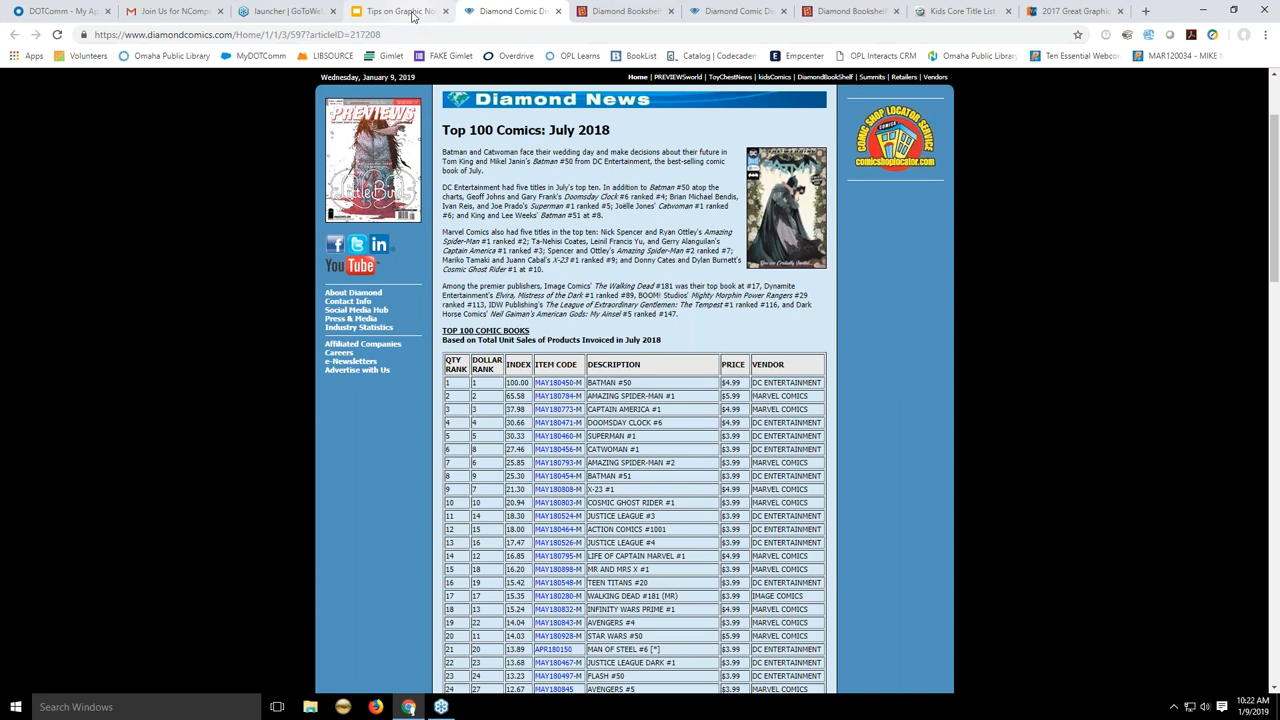 DOTComm - My Ap
Join Us for NComp
launcher | GoToWe
Tips on Graphic No
Diamond Comic Di
Diamond Bookshelf
Diamond Comic Di
Diamond Bookshelf
Kids Core Title List
2017 Great Graphic
https://www.diamondcomics.com/Home/1/1/3/597?articleID=217208
Apps Volunteers Omaha Public Library MyDOTComm LIBSOURCE Gimlet FAKE Gimlet Overdrive OPL Learns BookList Catalog | Codecaden Empcenter OPL Interacts CRM Omaha Public Library Ten Essential Webco MAR120034 - MIKE M
Wednesday, January 9, 2019
Home | PREVIEWSworld | ToyChestNews | kidsComics | DiamondBookShelf | Summits | Retailers | Vendors
PREVIEWS
Little Bird
You Tube
About Diamond
Contact Info
Social Media Hub
Press & Media
Industry Statistics
Affiliated Companies
Careers
e-Newsletters
Advertise with Us
Diamond News
Top 100 Comics: July 2018
Batman and Catwoman face their wedding day and make decisions about their future in
Tom King and Mikel Janin's Batman #50 from DC Entertainment, the best-selling comic
book of July.
DC Entertainment had five titles in July's top ten. In addition to Batman #50 atop the
charts, Geoff Johns and Gary Frank's Doomsday Clock #6 ranked #4; Brian Michael Bendis,
Ivan Reis, and Joe Prado's Superman #1 ranked #5; Joëlle Jones' Catwoman #1 ranked
#6; and King and Lee Weeks' Batman #51 at #8.
Marvel Comics also had five titles in the top ten: Nick Spencer and Ryan Ottley's Amazing
Spider-Man #1 ranked #2; Ta-Nehisi Coates, Leinil Francis Yu, and Gerry Alanguilan's
Captain America #1 ranked #3; Spencer and Ottley's Amazing Spider-Man #2 ranked #7;
Mariko Tamaki and Juann Cabal's X-23 #1 ranked #9; and Donny Cates and Dylan Burnett's
Cosmic Ghost Rider #1 at #10.
Among the premier publishers, Image Comics' The Walking Dead #181 was their top book at #17, Dynamite
Entertainment's Elvira, Mistress of the Dark #1 ranked #89, BOOM! Studios' Mighty Morphin Power Rangers #29
ranked #113, IDW Publishing's The League of Extraordinary Gentlemen: The Tempest #1 ranked #116, and Dark
Horse Comics' Neil Gaiman's American Gods: My Ainsel #5 ranked #147.
TOP 100 COMIC BOOKS
Based on Total Unit Sales of Products Invoiced in July 2018
QTY RANK DOLLAR RANK INDEX ITEM CODE DESCRIPTION PRICE VENDOR
1 1 100.00 MAY180450-M BATMAN #50 $4.99 DC ENTERTAINMENT
2 2 65.58 MAY180784-M AMAZING SPIDER-MAN #1 $5.99 MARVEL COMICS
3 3 37.98 MAY180773-M CAPTAIN AMERICA #1 $4.99 MARVEL COMICS
4 4 30.66 MAY180471-M DOOMSDAY CLOCK #6 $4.99 DC ENTERTAINMENT
5 5 30.33 MAY180460-M SUPERMAN #1 $3.99 DC ENTERTAINMENT
6 8 27.46 MAY180456-M CATWOMAN #1 $3.99 DC ENTERTAINMENT
7 6 25.85 MAY180793-M AMAZING SPIDER-MAN #2 $3.99 MARVEL COMICS
8 9 25.30 MAY180454-M BATMAN #51 $3.99 DC ENTERTAINMENT
9 7 21.30 MAY180808-M X-23 #1 $4.99 MARVEL COMICS
10 10 20.94 MAY180803-M COSMIC GHOST RIDER #1 $3.99 MARVEL COMICS
11 14 18.30 MAY180524-M JUSTICE LEAGUE #3 $3.99 DC ENTERTAINMENT
12 15 18.00 MAY180464-M ACTION COMICS #1001 $3.99 DC ENTERTAINMENT
13 16 17.47 MAY180526-M JUSTICE LEAGUE #4 $3.99 DC ENTERTAINMENT
14 12 16.85 MAY180795-M LIFE OF CAPTAIN MARVEL #1 $4.99 MARVEL COMICS
15 18 16.20 MAY180898-M MR AND MRS X #1 $3.99 MARVEL COMICS
16 19 15.42 MAY180548-M TEEN TITANS #20 $3.99 DC ENTERTAINMENT
17 17 15.35 MAY180280-M WALKING DEAD #181 (MR) $3.99 IMAGE COMICS
18 13 15.24 MAY180832-M INFINITY WARS PRIME #1 $4.99 MARVEL COMICS
19 22 14.04 MAY180843-M AVENGERS #4 $3.99 MARVEL COMICS
20 11 14.03 MAY180928-M STAR WARS #50 $5.99 MARVEL COMICS
21 20 13.89 APR180150 MAN OF STEEL #6 [*] $3.99 DC ENTERTAINMENT
22 23 13.68 MAY180467-M JUSTICE LEAGUE DARK #1 $3.99 DC ENTERTAINMENT
23 24 13.23 MAY180497-M FLASH #50 $3.99 DC ENTERTAINMENT
24 27 12.67 MAY180845 AVENGERS #5 $3.99 MARVEL COMICS
COMIC SHOP LOCATOR SERVICE
COMICS
comicshoplocator.com
Search Windows
10:22 AM
1/9/2019